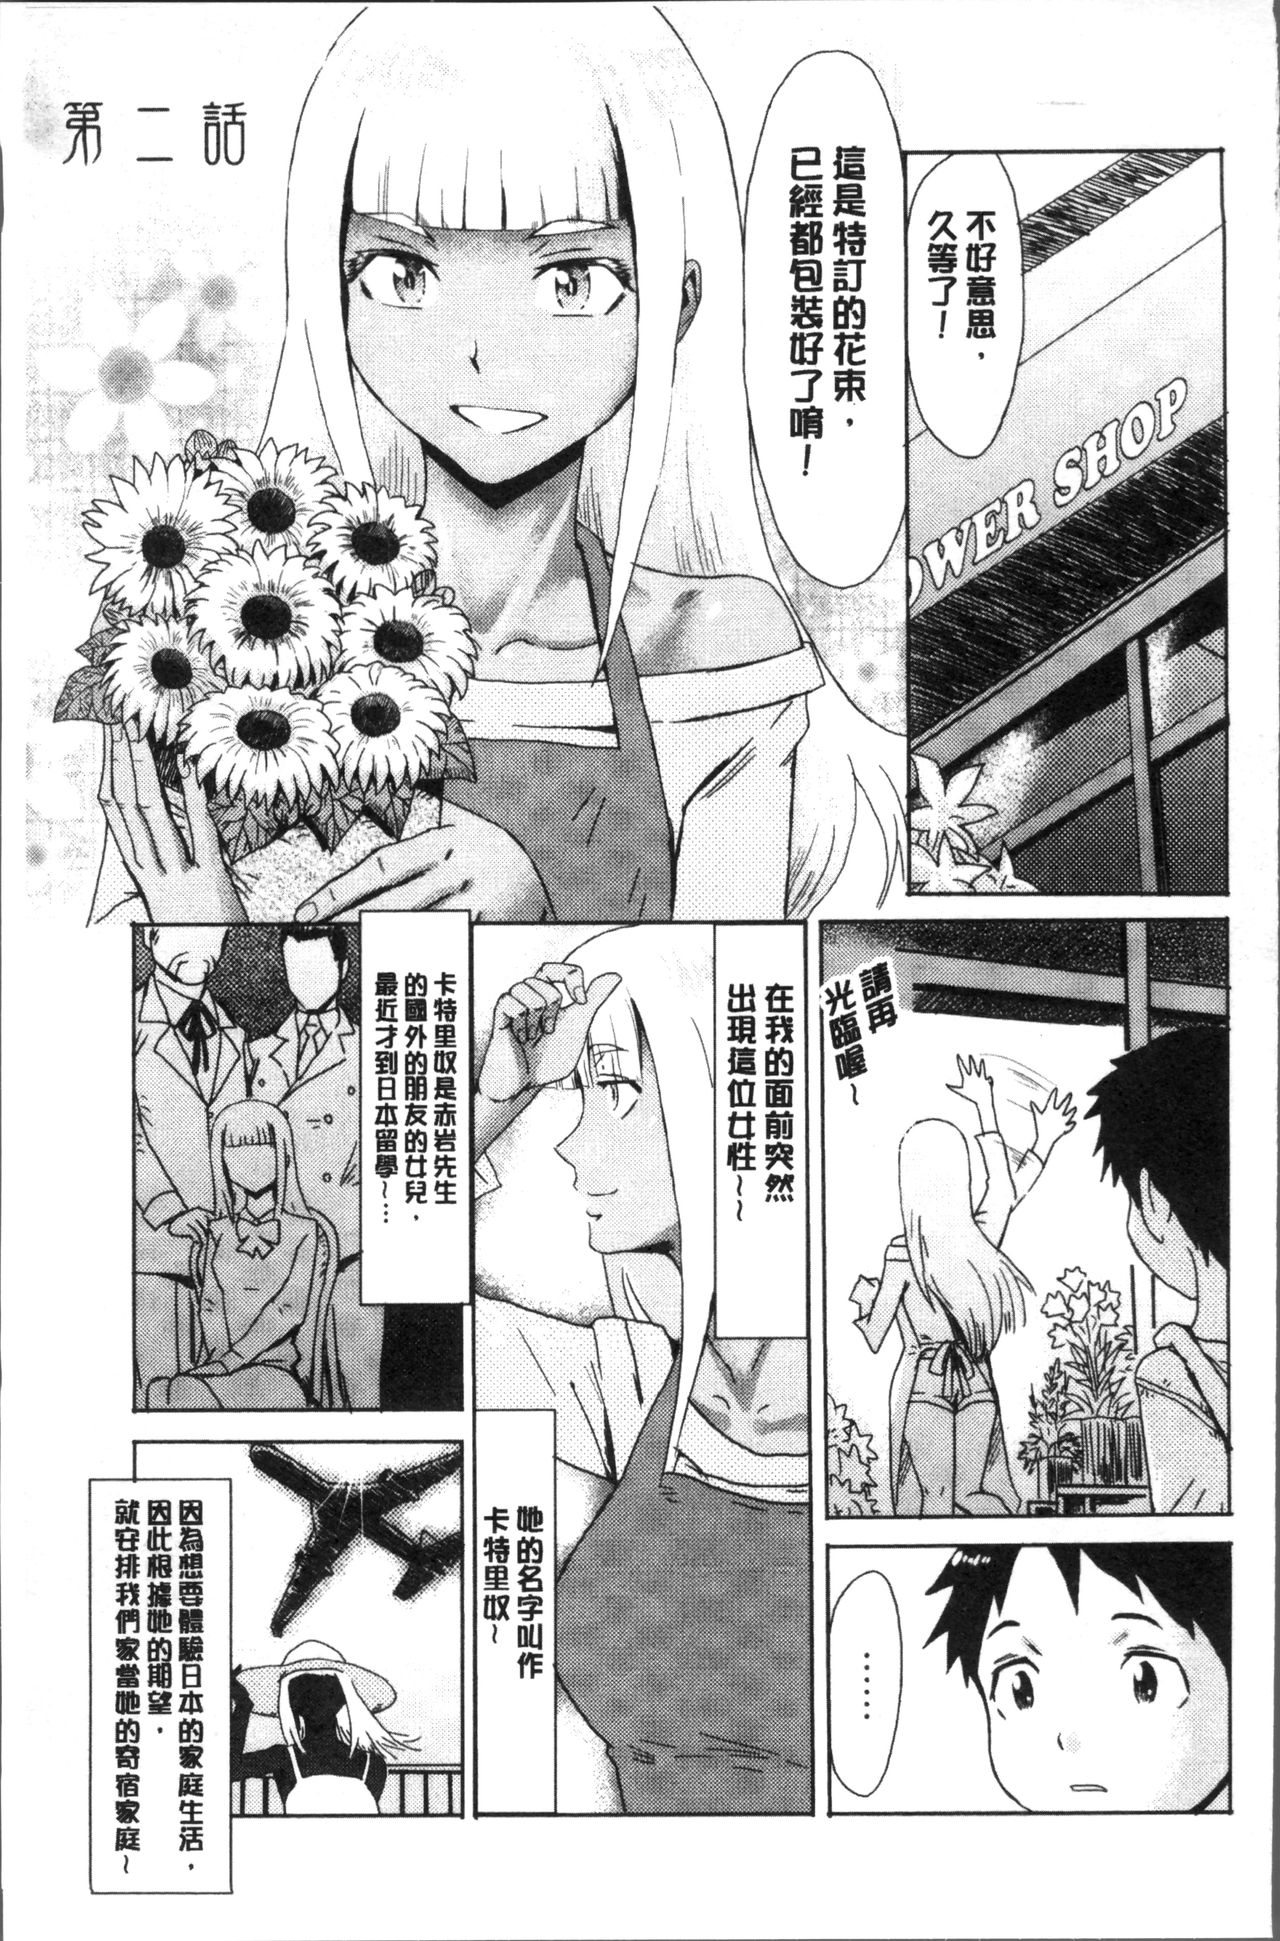 第二話
不好意思，
久等了！
FLOWER SHOP
這是特訂的花束，
已經都包裝好了唷！
請再
光臨喔～
……
在我的面前突然
出現這位女性～～
她的名字叫作
卡特里奴～
卡特里奴是赤岩先生
的國外的朋友的女兒，
最近才到日本留學～…
因為想要體驗日本的家庭生活，
因此根據她的期望，
就安排我們家當她的寄宿家庭～